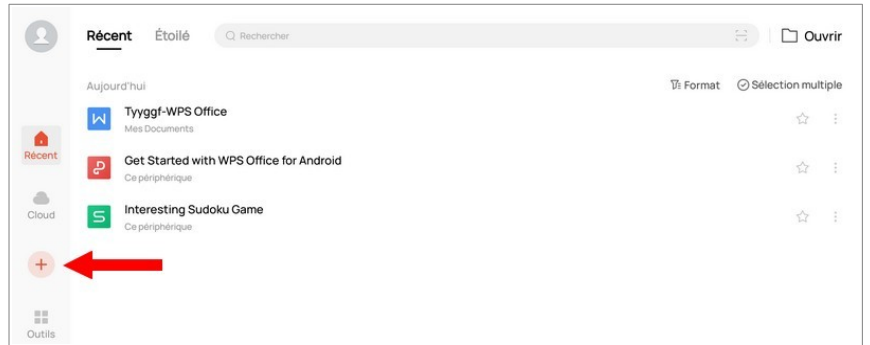 Récent Étoilé Rechercher Ouvrir
Aujourd'hui Format Sélection multiple
Tyyggf-WPS Office
Mes Documents
Récent
Get Started with WPS Office for Android
Ce périphérique
Cloud
Interesting Sudoku Game
Ce périphérique
Outils